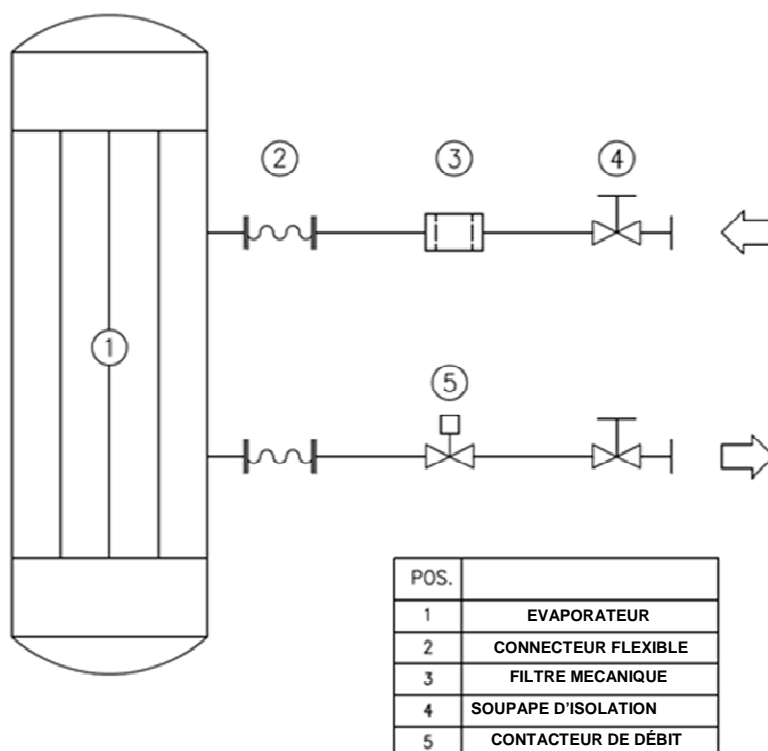 2
3
4
1
5
POS.
1 EVAPORATEUR
2 CONNECTEUR FLEXIBLE
3 FILTRE MECANIQUE
4 SOUPAPE D'ISOLATION
5 CONTACTEUR DE DÉBIT